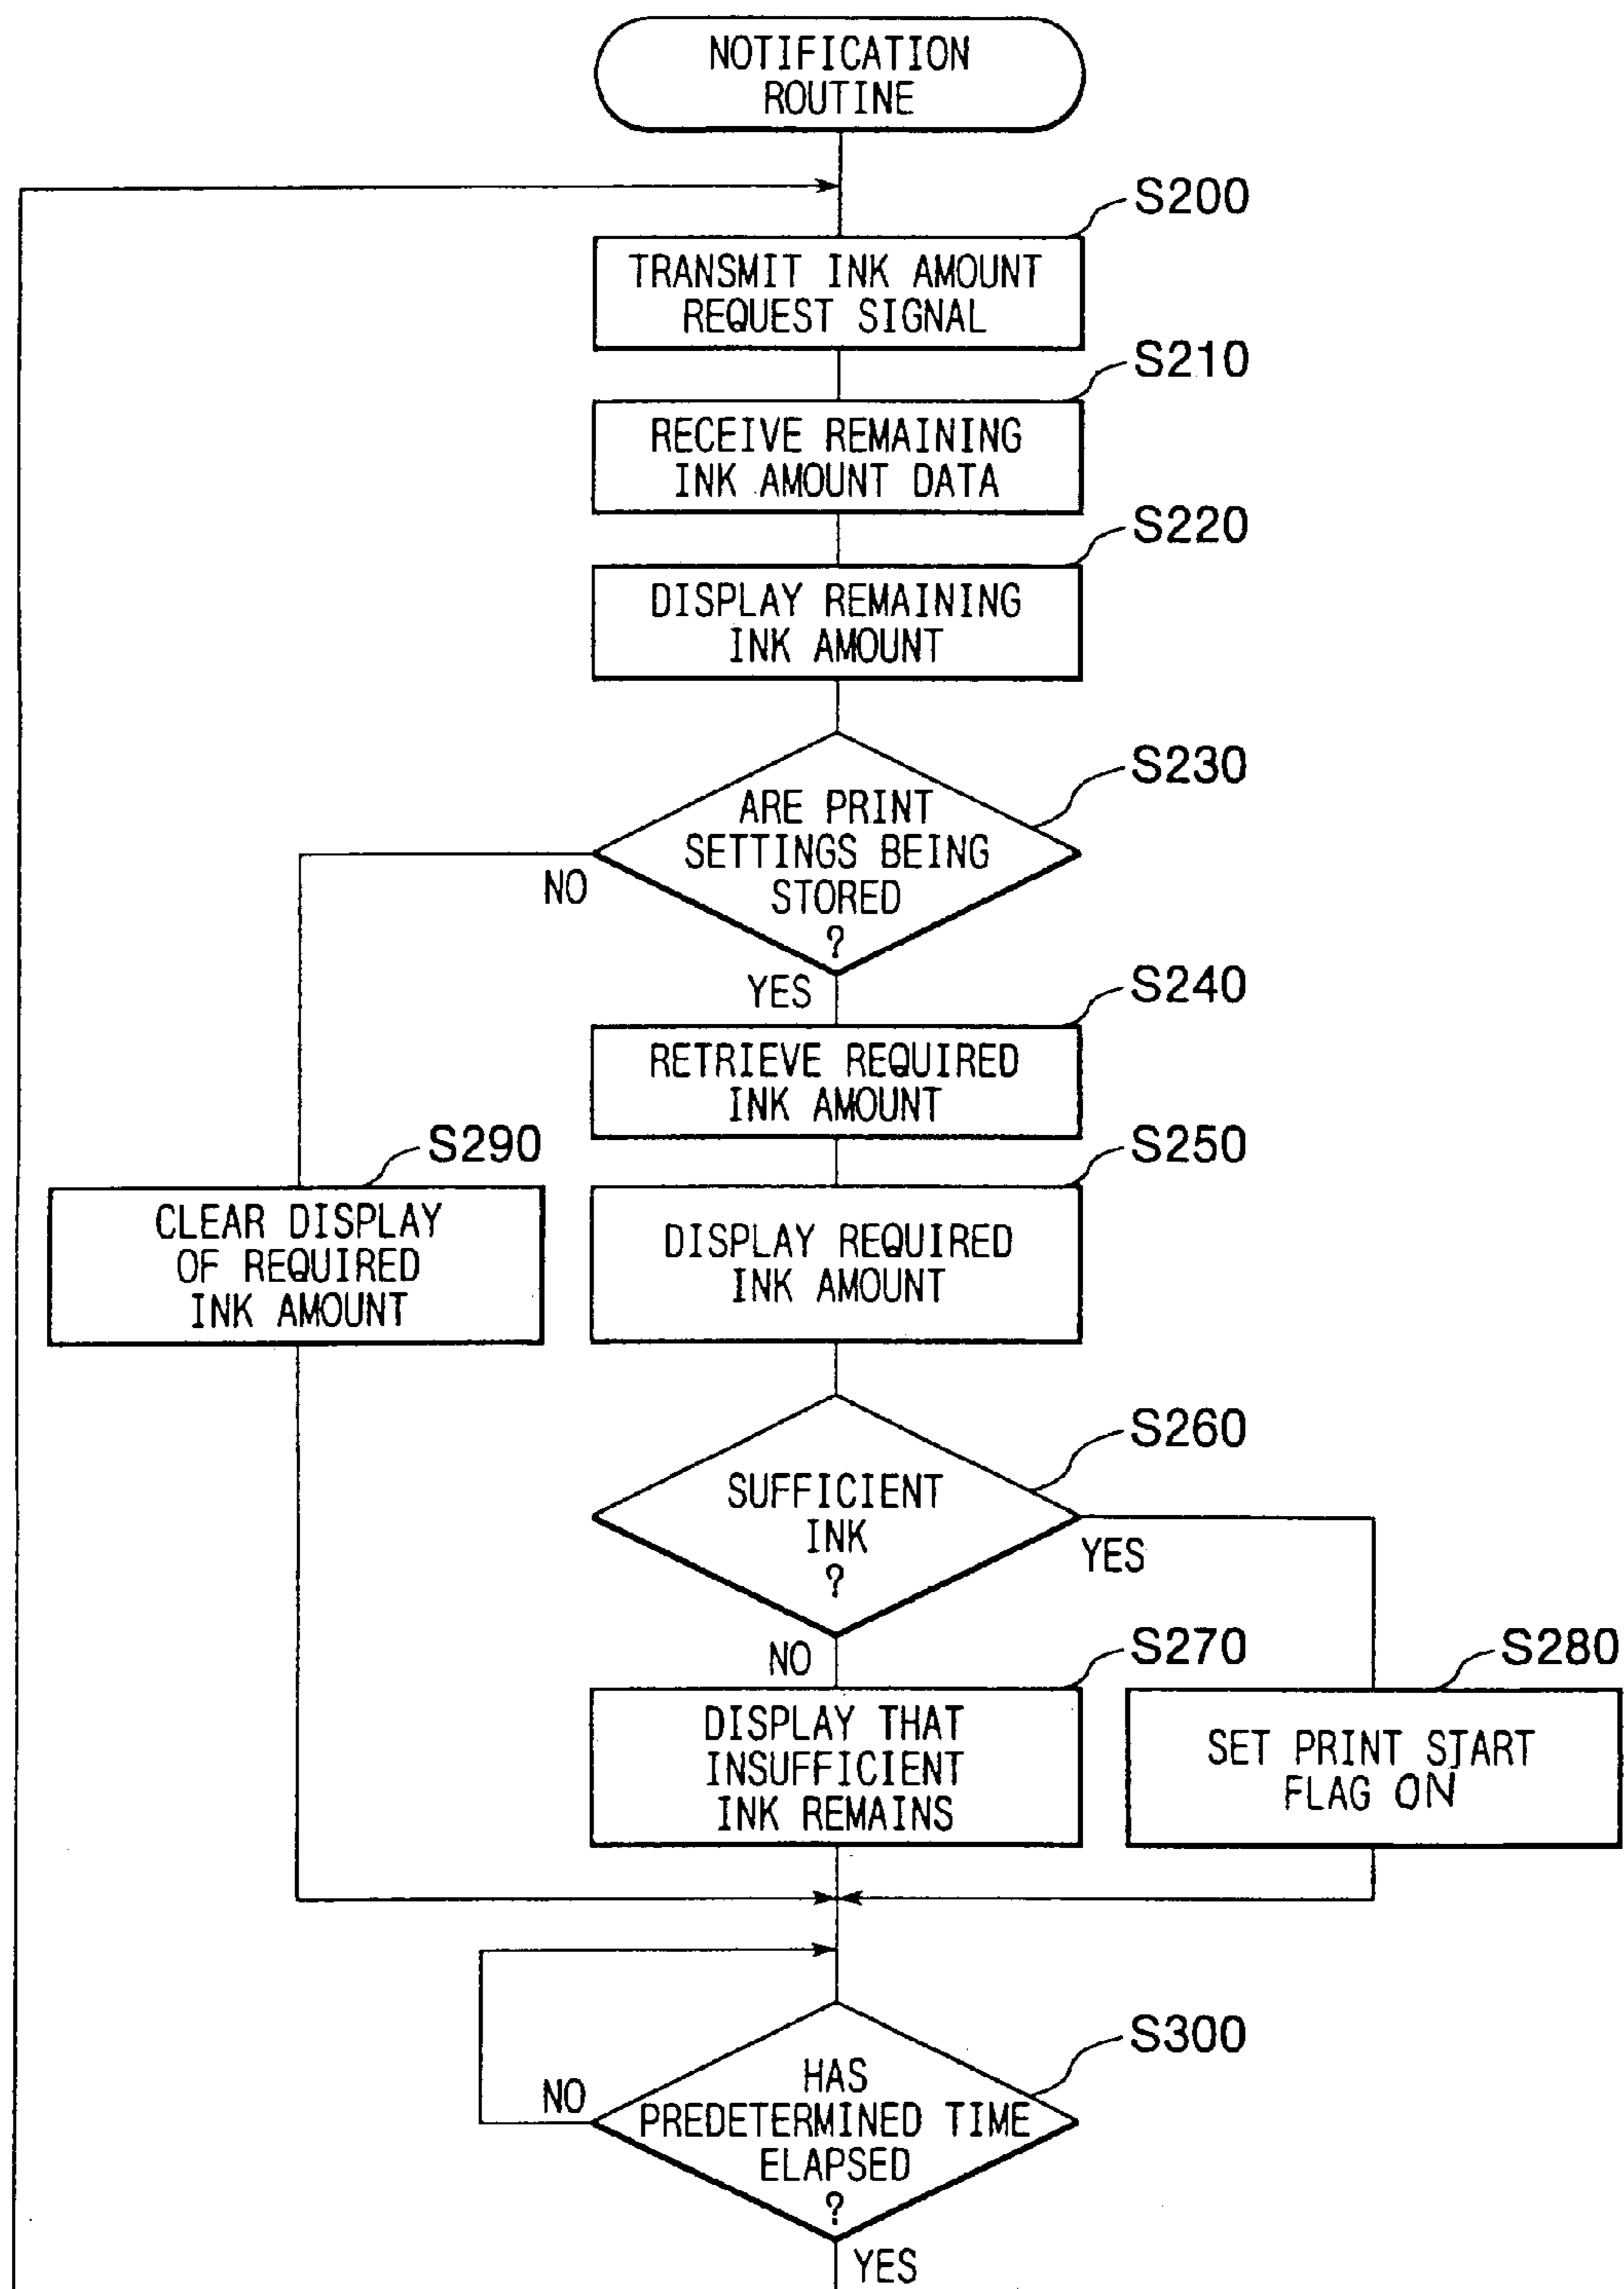 NOTIFICATION
ROUTINE
S200
TRANSMIT INK AMOUNT
REQUEST SIGNAL
S210
RECEIVE REMAINING
INK AMOUNT DATA
S220
DISPLAY REMAINING
INK AMOUNT
S230
ARE PRINT
SETTINGS BEING
STORED
?
NO
YES
S240
RETRIEVE REQUIRED
INK AMOUNT
S290
CLEAR DISPLAY
OF REQUIRED
INK AMOUNT
S250
DISPLAY REQUIRED
INK AMOUNT
S260
SUFFICIENT
INK
?
YES
NO
S270
DISPLAY THAT
INSUFFICIENT
INK REMAINS
S280
SET PRINT START
FLAG ON
S300
HAS
PREDETERMINED TIME
ELAPSED
?
NO
YES